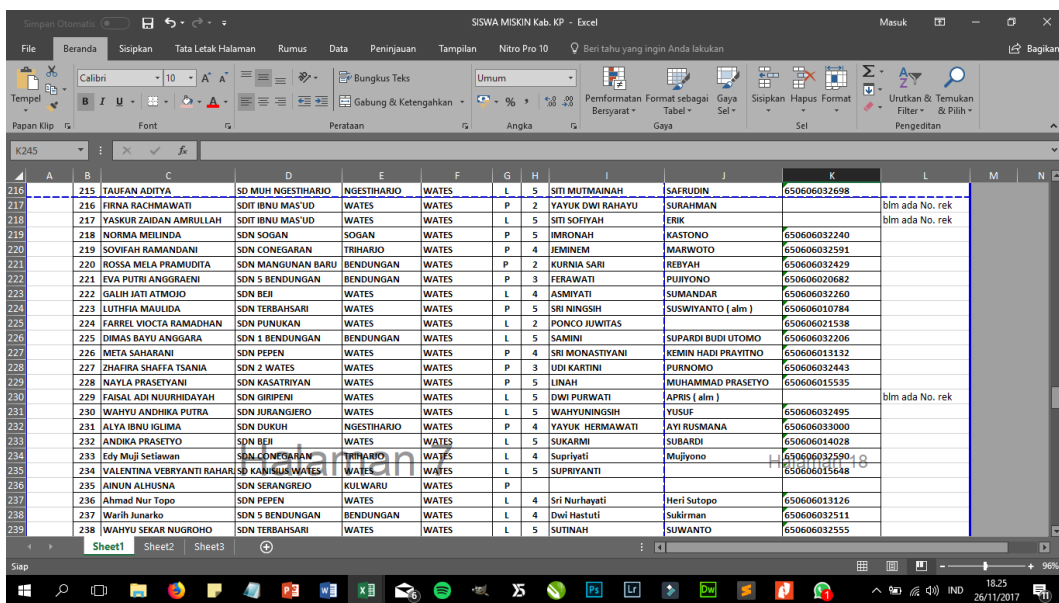 Simpan Otomatis SISWA MISKIN Kab. KP - Excel Masuk
File Beranda Sisipkan Tata Letak Halaman Rumus Data Peninjauan Tampilan Nitro Pro 10 Beri tahu yang ingin Anda lakukan Bagikan
Calibri 10 Bungkus Teks Umum
Tempel B I U Gabung & Ketengahkan % Pemformatan Bersyarat Format sebagai Tabel Gaya Sel Sisipkan Hapus Format Urutkan & Filter Temukan & Pilih
Papan Klip Font Perataan Angka Gaya Sel Pengeditan
K245 fx
A B C D E F G H I J K L M N
216 215 TAUFAN ADITYA SD MUH NGESTIHARJO NGESTIHARJO WATES L 5 SITI MUTMAINAH SAFRUDIN 650606032698
217 216 FIRNA RACHMAWATI SDIT IBNU MAS'UD WATES WATES P 2 YAYUK DWI RAHAYU SURAHMAN blm ada No. rek
218 217 YASKUR ZAIDAN AMRULLAH SDIT IBNU MAS'UD WATES WATES L 5 SITI SOFIYAH ERIK blm ada No. rek
219 218 NORMA MEILINDA SDN SOGAN SOGAN WATES P 5 IMRONAH KASTONO 650606032240
220 219 SOVIFAH RAMANDANI SDN CONEGARAN TRIHARJO WATES P 4 JEMINEM MARWOTO 650606032591
221 220 ROSSA MELA PRAMUDITA SDN MANGUNAN BARU BENDUNGAN WATES P 2 KURNIA SARI REBYAH 650606032429
222 221 EVA PUTRI ANGGRAENI SDN 5 BENDUNGAN BENDUNGAN WATES P 3 FERAWATI PUJIYONO 650606020682
223 222 GALIH JATI ATMOJO SDN BEJI WATES WATES L 4 ASMIYATI SUMANDAR 650606032260
224 223 LUTHFIA MAULIDA SDN TERBAHSARI WATES WATES P 5 SRI NINGSIH SUSWIYANTO ( alm ) 650606010784
225 224 FARREL VIOCTA RAMADHAN SDN PUNUKAN WATES WATES L 2 PONCO JUWITAS 650606021538
226 225 DIMAS BAYU ANGGARA SDN 1 BENDUNGAN BENDUNGAN WATES L 5 SAMINI SUPARDI BUDI UTOMO 650606032206
227 226 META SAHARANI SDN PEPEN WATES WATES P 4 SRI MONASTIYANI KEMIN HADI PRAYITNO 650606013132
228 227 ZHAFIRA SHAFFA TSANIA SDN 2 WATES WATES WATES P 3 UDI KARTINI PURNOMO 650606032443
229 228 NAYLA PRASETYANI SDN KASATRIYAN WATES WATES P 5 LINAH MUHAMMAD PRASETYO 650606015535
230 229 FAISAL ADI NUURHIDAYAH SDN GIRIPENI WATES WATES L 5 DWI PURWATI APRIS ( alm ) blm ada No. rek
231 230 WAHYU ANDHIKA PUTRA SDN JURANGJERO WATES WATES L 5 WAHYUNINGSIH YUSUF 650606032495
232 231 ALYA IBNU IGLIMA SDN DUKUH NGESTIHARJO WATES P 4 YAYUK HERMAWATI AYI RUSMANA 650606033000
233 232 ANDIKA PRASETYO SDN BEJI WATES WATES L 5 SUKARMI SUBARDI 650606014028
234 233 Edy Muji Setiawan SDN CONEGARAN TRIHARJO WATES L 4 Supriyati Mujiyono 650606032590
Halaman 7 Halaman 18
235 234 VALENTINA VEBRYANTI RAHAR SD KANISIUS WATES WATES WATES L 5 SUPRIYANTI 650606015648
236 235 AINUN ALHUSNA SDN SERANGREJO KULWARU WATES P
237 236 Ahmad Nur Topo SDN PEPEN WATES WATES L 4 Sri Nurhayati Heri Sutopo 650606013126
238 237 Warih Junarko SDN 5 BENDUNGAN BENDUNGAN WATES L 4 Dwi Hastuti Sukirman 650606032511
239 238 WAHYU SEKAR NUGROHO SDN TERBAHSARI WATES WATES L 5 SUTINAH SUWANTO 650606032555
Sheet1 Sheet2 Sheet3
Siap 96%
Ps Lr Dw IND 18.25
26/11/2017